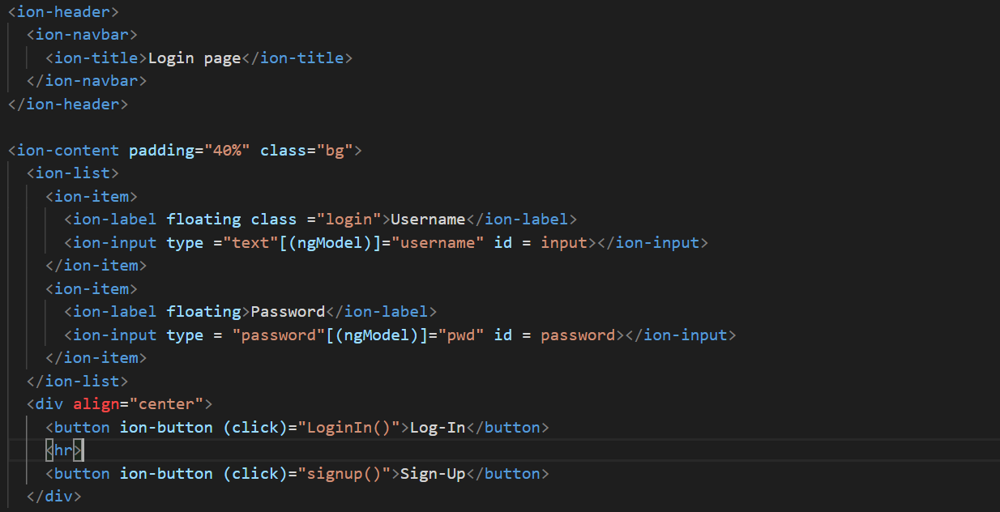 <ion-header>
  <ion-navbar>
    <ion-title>Login page</ion-title>
  </ion-navbar>
</ion-header>

<ion-content padding="40%" class="bg">
  <ion-list>
    <ion-item>
      <ion-label floating class ="login">Username</ion-label>
      <ion-input type ="text"[(ngModel)]="username" id = input></ion-input>
    </ion-item>
    <ion-item>
      <ion-label floating>Password</ion-label>
      <ion-input type = "password"[(ngModel)]="pwd" id = password></ion-input>
    </ion-item>
  </ion-list>
  <div align="center">
    <button ion-button (click)="LoginIn()">Log-In</button>
    <hr>
    <button ion-button (click)="signup()">Sign-Up</button>
  </div>